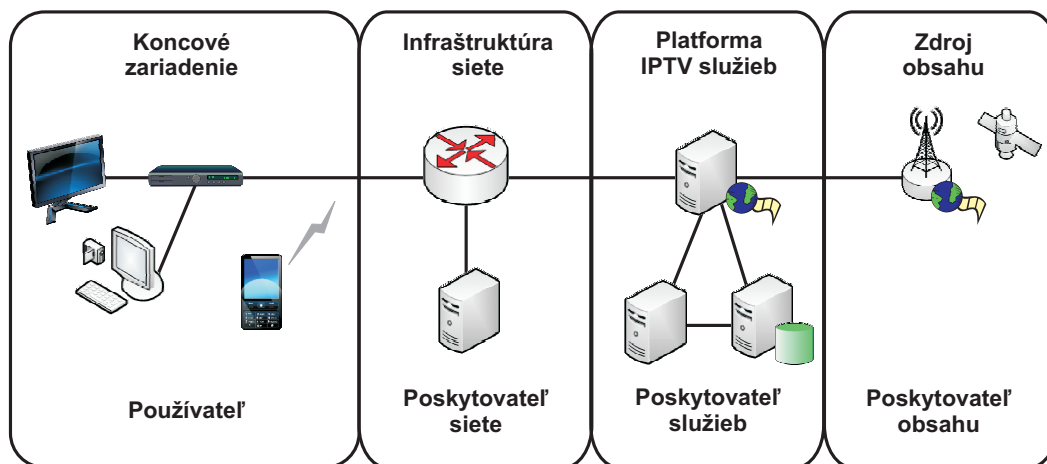 Koncové
zariadenie
Infraštruktúra
siete
Platforma
IPTV služieb
Zdroj
obsahu
Používateľ
Poskytovateľ
siete
Poskytovateľ
služieb
Poskytovateľ
obsahu